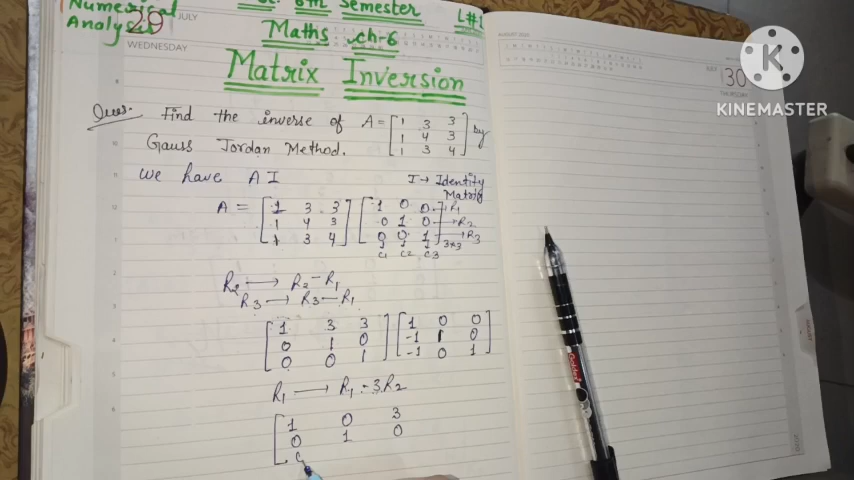 Numerical
Analysis
29 JULY
WEDNESDAY
6th Semester
L#1
Maths ch-6
Matrix Inversion
Ques. Find the inverse of A = [ 1 3 3
1 4 3
1 3 4 ] by
Gauss Jordan Method.
We have A I
I → Identity
Matrix
A = [ 1 3 3
1 4 3
1 3 4 ] [ 1 0 0 → R1
0 1 0 → R2
0 0 1 → R3 ] 3×3
C1 C2 C3
R2 → R2 - R1
R3 → R3 - R1
[ 1 3 3
0 1 0
0 0 1 ] [ 1 0 0
-1 1 0
-1 0 1 ]
R1 → R1 - 3R2
[ 1 0 3
0 1 0
30
THURSDAY
KINEMASTER